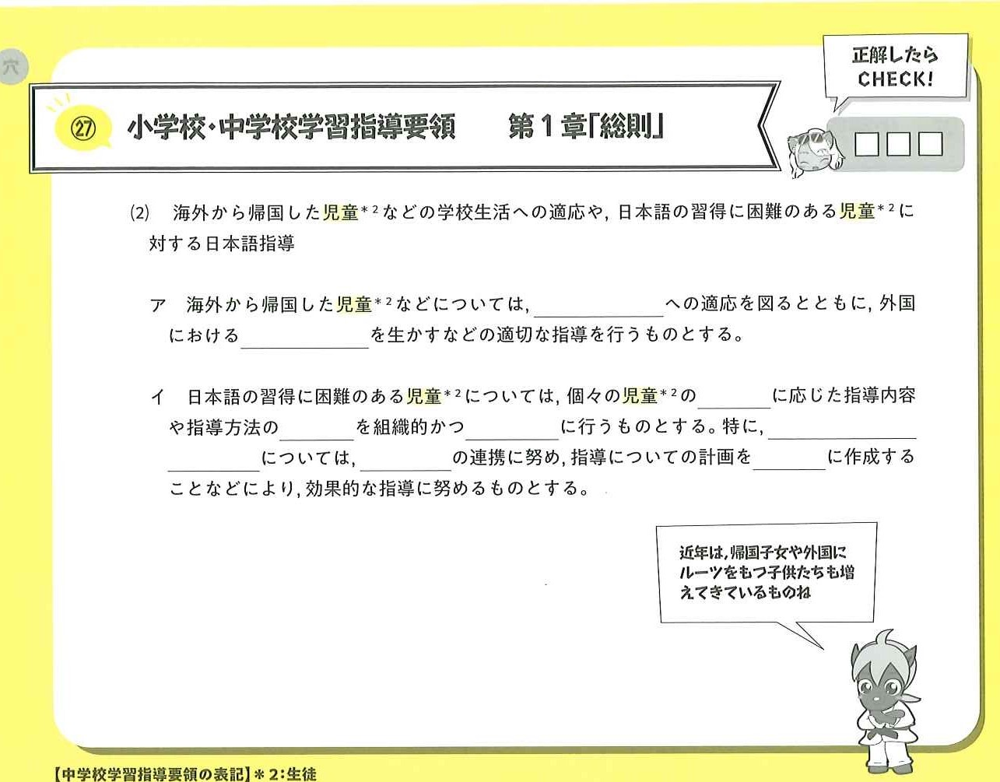 穴
正解したら
CHECK!
㉗ 小学校・中学校学習指導要領 第1章「総則」
(2) 海外から帰国した児童*2などの学校生活への適応や,日本語の習得に困難のある児童*2に
対する日本語指導
ア 海外から帰国した児童*2などについては,＿＿＿＿＿＿＿への適応を図るとともに,外国
における＿＿＿＿＿＿＿を生かすなどの適切な指導を行うものとする。
イ 日本語の習得に困難のある児童*2については,個々の児童*2の＿＿＿＿に応じた指導内容
や指導方法の＿＿＿＿を組織的かつ＿＿＿＿＿に行うものとする。特に,＿＿＿＿＿＿＿＿
＿＿＿＿＿については,＿＿＿＿＿の連携に努め,指導についての計画を＿＿＿＿に作成する
ことなどにより,効果的な指導に努めるものとする。
近年は,帰国子女や外国に
ルーツをもつ子供たちも増
えてきているものね
【中学校学習指導要領の表記】*2:生徒